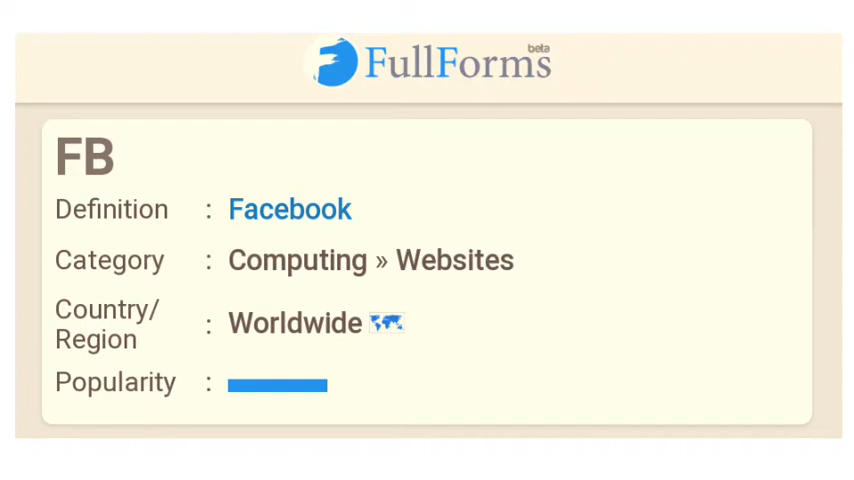 FullForms beta
FB
Definition : Facebook
Category : Computing » Websites
Country/
Region : Worldwide
Popularity :